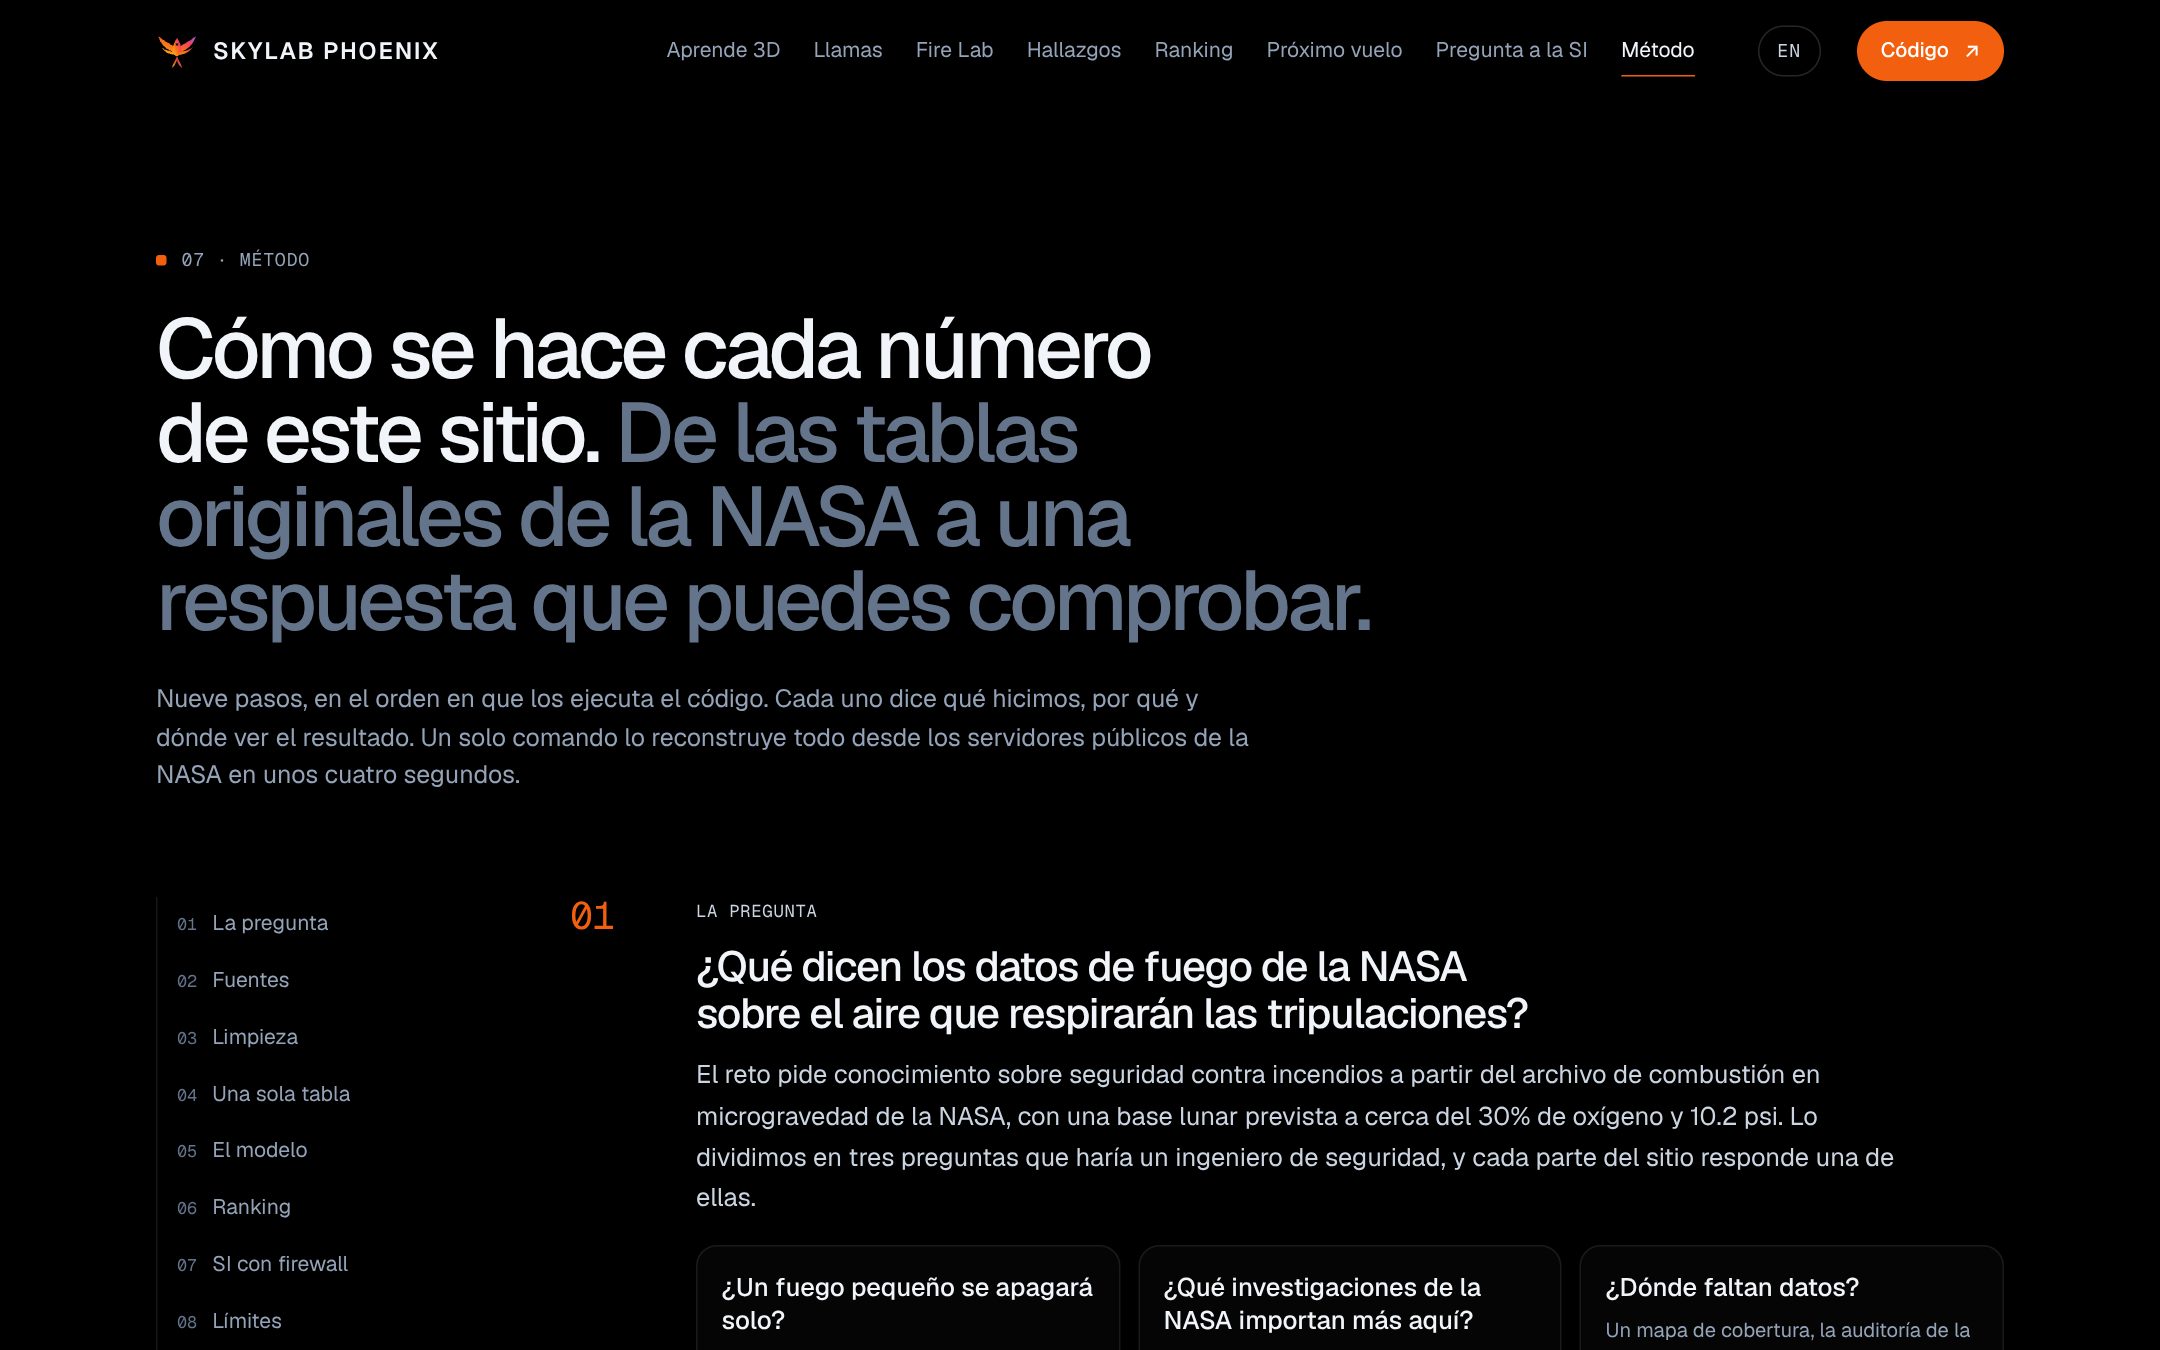 SKYLAB PHOENIX
Aprende 3D
Llamas
Fire Lab
Hallazgos
Ranking
Próximo vuelo
Pregunta a la SI
Método
EN
Código
07 · MÉTODO
Cómo se hace cada número
de este sitio. De las tablas
originales de la NASA a una
respuesta que puedes comprobar.
Nueve pasos, en el orden en que los ejecuta el código. Cada uno dice qué hicimos, por qué y
dónde ver el resultado. Un solo comando lo reconstruye todo desde los servidores públicos de la
NASA en unos cuatro segundos.
01 La pregunta
02 Fuentes
03 Limpieza
04 Una sola tabla
05 El modelo
06 Ranking
07 SI con firewall
08 Límites
01
LA PREGUNTA
¿Qué dicen los datos de fuego de la NASA
sobre el aire que respirarán las tripulaciones?
El reto pide conocimiento sobre seguridad contra incendios a partir del archivo de combustión en
microgravedad de la NASA, con una base lunar prevista a cerca del 30% de oxígeno y 10.2 psi. Lo
dividimos en tres preguntas que haría un ingeniero de seguridad, y cada parte del sitio responde una de
ellas.
¿Un fuego pequeño se apagará
solo?
¿Qué investigaciones de la
NASA importan más aquí?
¿Dónde faltan datos?
Un mapa de cobertura, la auditoría de la